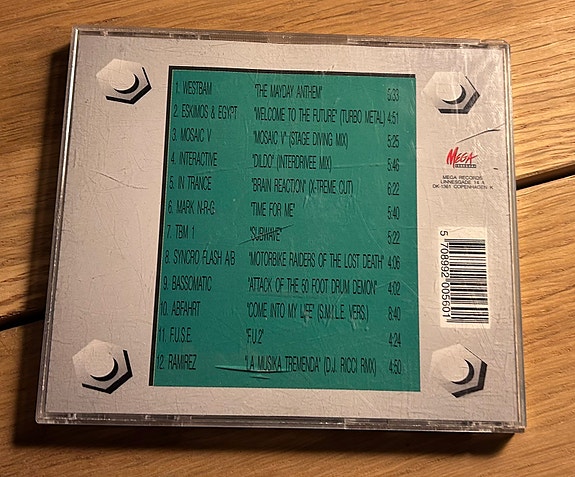 1. WESTBAM "THE MAYDAY ANTHEM" 5:33
2. ESKIMOS & EGYPT "WELCOME TO THE FUTURE" (TURBO METAL) 4:51
3. MOSAIC V "MOSAIC V" (STAGE DIVING MIX) 5:25
4. INTERACTIVE "DILDO" (INTERDRIVEE MIX) 5:46
5. IN TRANCE "BRAIN REACTION" (X-TREME CUT) 6:22
6. MARK N-R-G "TIME FOR ME" 5:40
7. TBM 1 "SUBWAVE" 5:22
8. SYNCRO FLASH A/B "MOTORBIKE RAIDERS OF THE LOST DEATH" 4:06
9. BASSOMATIC "ATTACK OF THE 50 FOOT DRUM DEMON" 4:02
10. ABFAHRT "COME INTO MY LIFE" (S.M.I.L.E. VERS.) 8:40
11. F.U.S.E. "F.U.2" 4:24
12. RAMIREZ "LA MUSIKA TREMENDA" (D.J. RICCI RMX) 4:50
MEGA
RECORDS
MEGA RECORDS
LINNESGADE 14 A
DK-1361 COPENHAGEN K
5 708992 005601